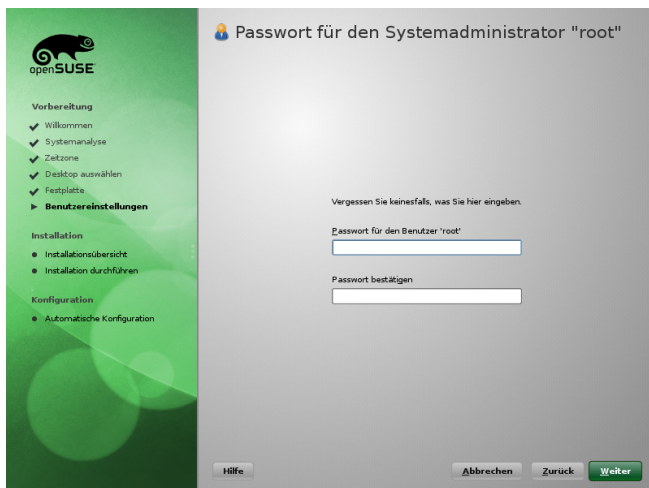 openSUSE
Vorbereitung
Willkommen
Systemanalyse
Zeitzone
Desktop auswählen
Festplatte
Benutzereinstellungen
Installation
Installationsübersicht
Installation durchführen
Konfiguration
Automatische Konfiguration
Passwort für den Systemadministrator "root"
Vergessen Sie keinesfalls, was Sie hier eingeben.
Passwort für den Benutzer 'root'
Passwort bestätigen
Hilfe
Abbrechen
Zurück
Weiter